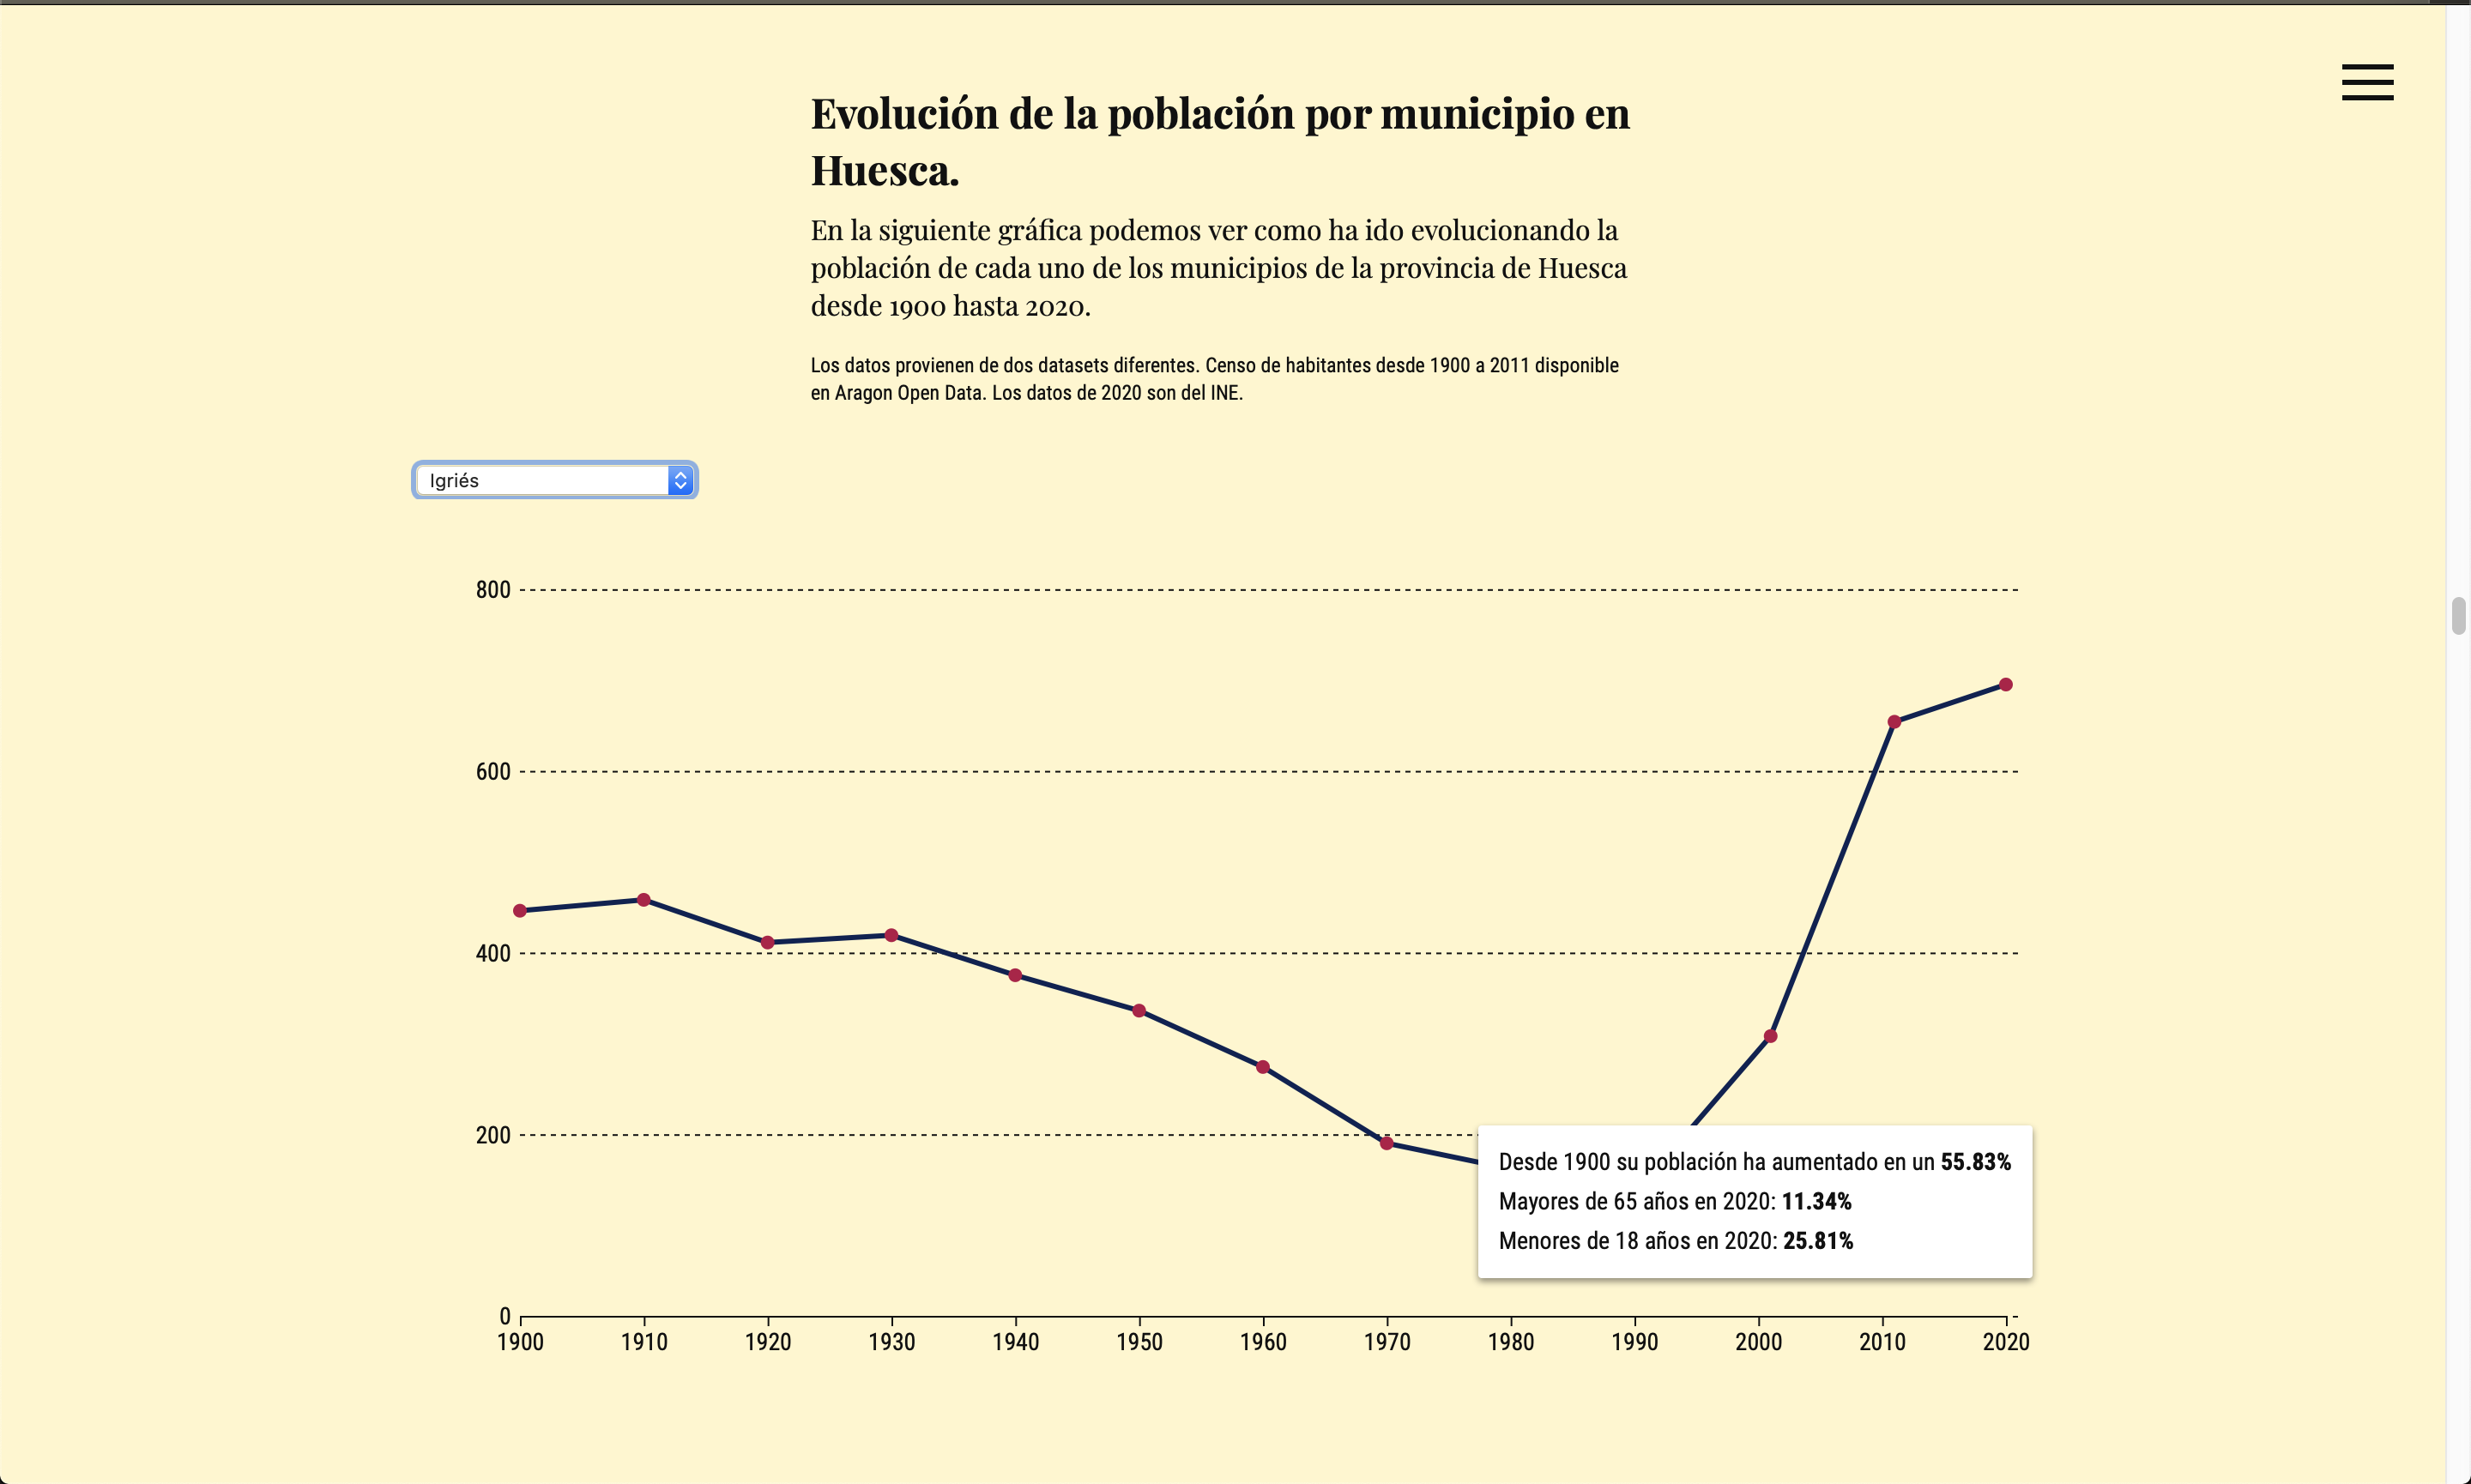 Evolución de la población por municipio en
Huesca.
En la siguiente gráfica podemos ver como ha ido evolucionando la
población de cada uno de los municipios de la provincia de Huesca
desde 1900 hasta 2020.
Los datos provienen de dos datasets diferentes. Censo de habitantes desde 1900 a 2011 disponible
en Aragon Open Data. Los datos de 2020 son del INE.
Igriés
800
600
400
200
Desde 1900 su población ha aumentado en un 55.83%
Mayores de 65 años en 2020: 11.34%
Menores de 18 años en 2020: 25.81%
0
1900 1910 1920 1930 1940 1950 1960 1970 1980 1990 2000 2010 2020